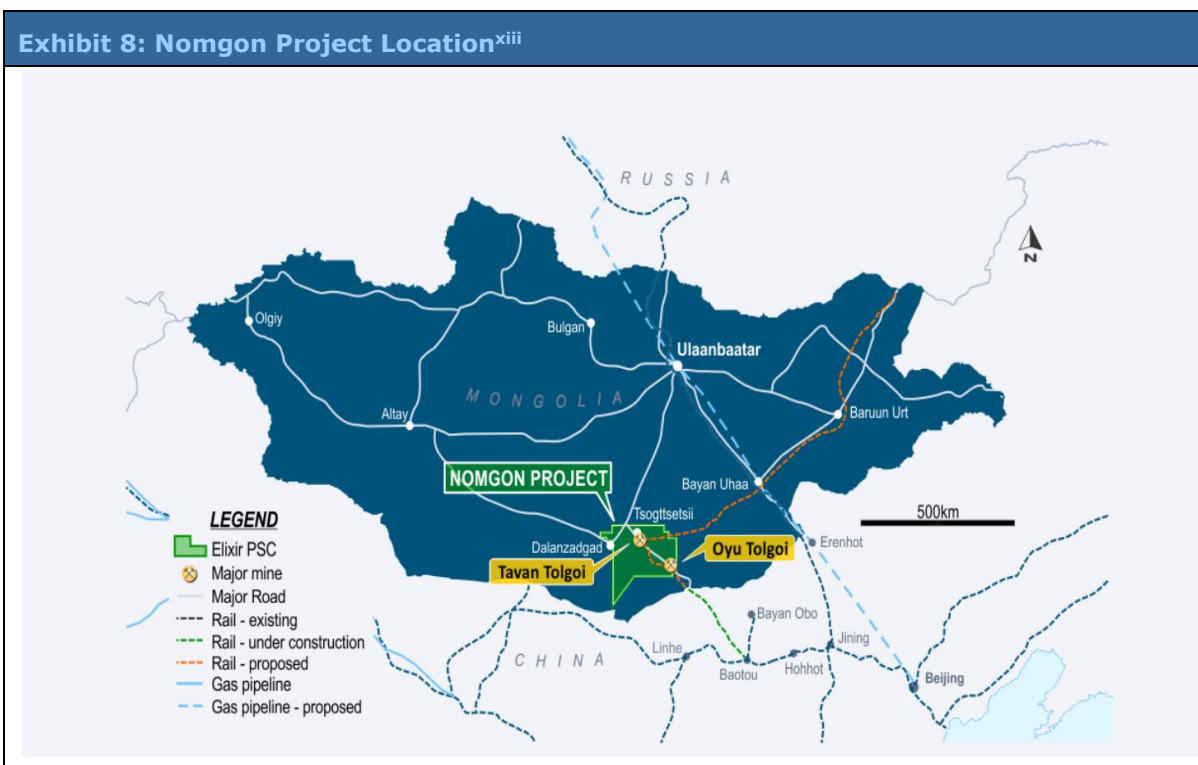 Exhibit 8: Nomgon Project Locationxiii
RUSSIA
N
Olgiy
Bulgan
Ulaanbaatar
MONGOLIA
Altay
Baruun Urt
NOMGON PROJECT
Bayan Uhaa
Tsogttsetsii
500km
Dalanzadgad
Erenhot
Tavan Tolgoi
Oyu Tolgoi
Bayan Obo
CHINA
Linhe
Baotou
Hohhot
Jining
Beijing
LEGEND
Elixir PSC
Major mine
Major Road
Rail - existing
Rail - under construction
Rail - proposed
Gas pipeline
Gas pipeline - proposed